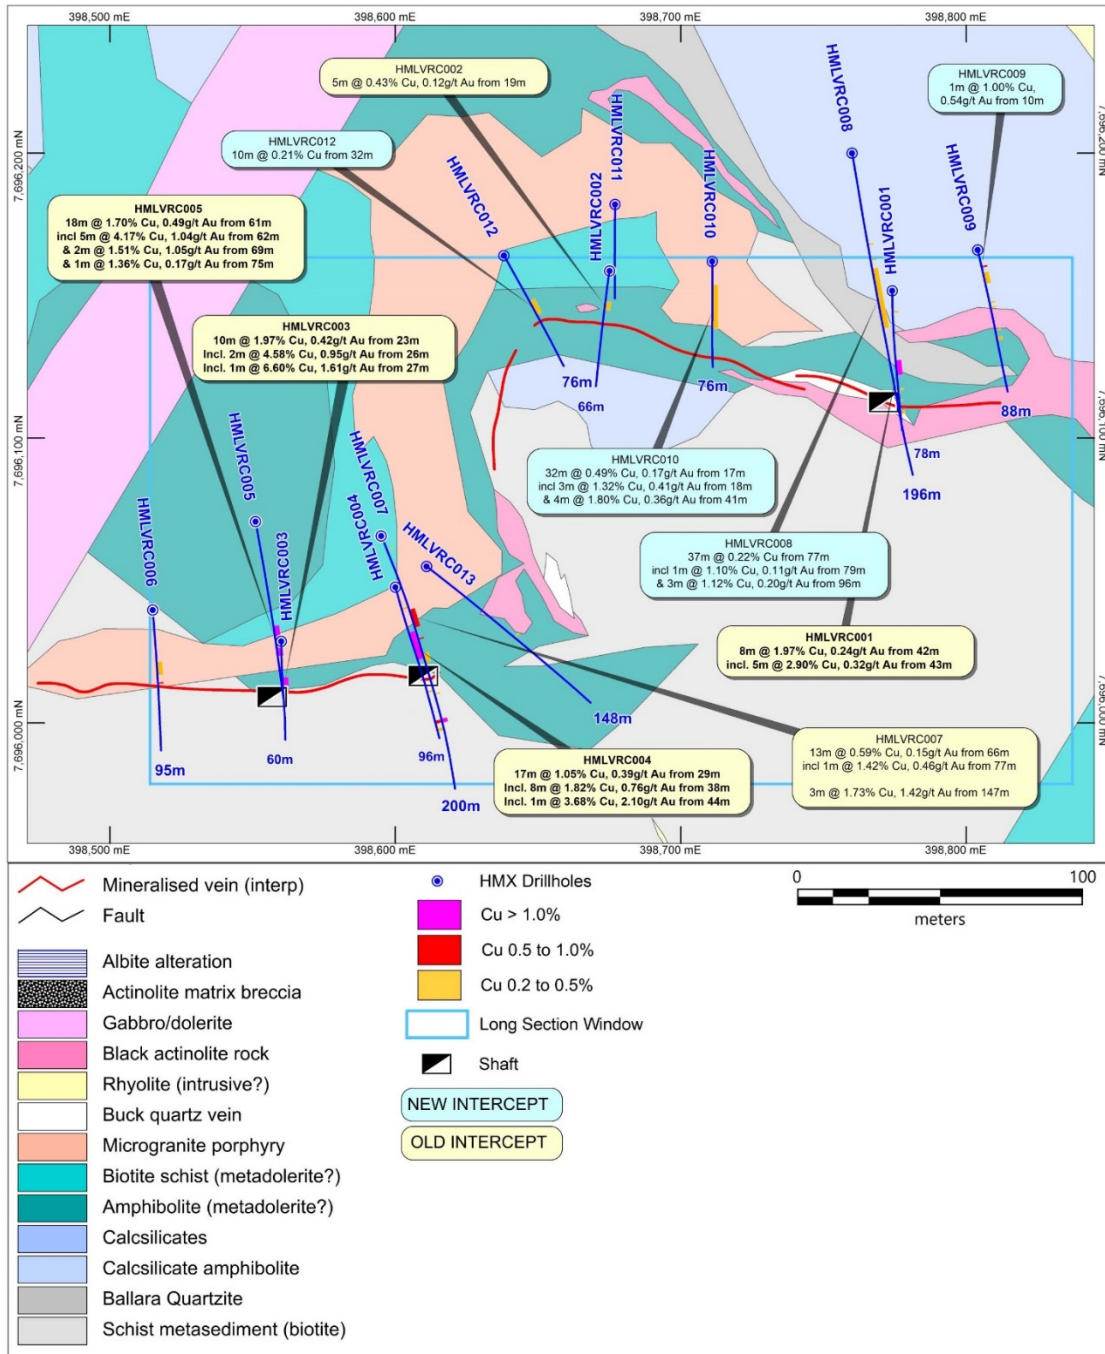 398,500 mE
398,600 mE
398,700 mE
398,800 mE
7,696,200 mN
7,696,200 mN
7,696,100 mN
7,696,100 mN
7,696,000 mN
7,696,000 mN
HMLVRC002
5m @ 0.43% Cu, 0.12g/t Au from 19m
HMLVRC012
10m @ 0.21% Cu from 32m
HMLVRC009
1m @ 1.00% Cu,
0.54g/t Au from 10m
HMLVRC005
18m @ 1.70% Cu, 0.49g/t Au from 61m
incl 5m @ 4.17% Cu, 1.04g/t Au from 62m
& 2m @ 1.51% Cu, 1.05g/t Au from 69m
& 1m @ 1.36% Cu, 0.17g/t Au from 75m
HMLVRC003
10m @ 1.97% Cu, 0.42g/t Au from 23m
Incl. 2m @ 4.58% Cu, 0.95g/t Au from 26m
Incl. 1m @ 6.60% Cu, 1.61g/t Au from 27m
HMLVRC012
HMLVRC002
HMLVRC011
HMLVRC010
HMLVRC008
HMLVRC001
HMLVRC009
76m
66m
76m
88m
78m
196m
HMLVRC010
32m @ 0.49% Cu, 0.17g/t Au from 17m
incl 3m @ 1.32% Cu, 0.41g/t Au from 18m
& 4m @ 1.80% Cu, 0.36g/t Au from 41m
HMLVRC008
37m @ 0.22% Cu from 77m
incl 1m @ 1.10% Cu, 0.11g/t Au from 79m
& 3m @ 1.12% Cu, 0.20g/t Au from 96m
HMLVRC001
8m @ 1.97% Cu, 0.24g/t Au from 42m
incl. 5m @ 2.90% Cu, 0.32g/t Au from 43m
HMLVRC006
HMLVRC005
HMLVRC003
HMLVRC007
HMLVRC004
HMLVRC013
95m
60m
96m
200m
148m
HMLVRC004
17m @ 1.05% Cu, 0.39g/t Au from 29m
Incl. 8m @ 1.82% Cu, 0.76g/t Au from 38m
Incl. 1m @ 3.68% Cu, 2.10g/t Au from 44m
HMLVRC007
13m @ 0.59% Cu, 0.15g/t Au from 66m
incl 1m @ 1.42% Cu, 0.46g/t Au from 77m
3m @ 1.73% Cu, 1.42g/t Au from 147m
398,500 mE
398,600 mE
398,700 mE
398,800 mE
Mineralised vein (interp)
Fault
Albite alteration
Actinolite matrix breccia
Gabbro/dolerite
Black actinolite rock
Rhyolite (intrusive?)
Buck quartz vein
Microgranite porphyry
Biotite schist (metadolerite?)
Amphibolite (metadolerite?)
Calcsilicates
Calcsilicate amphibolite
Ballara Quartzite
Schist metasediment (biotite)
HMX Drillholes
Cu > 1.0%
Cu 0.5 to 1.0%
Cu 0.2 to 0.5%
Long Section Window
Shaft
NEW INTERCEPT
OLD INTERCEPT
0
100
meters